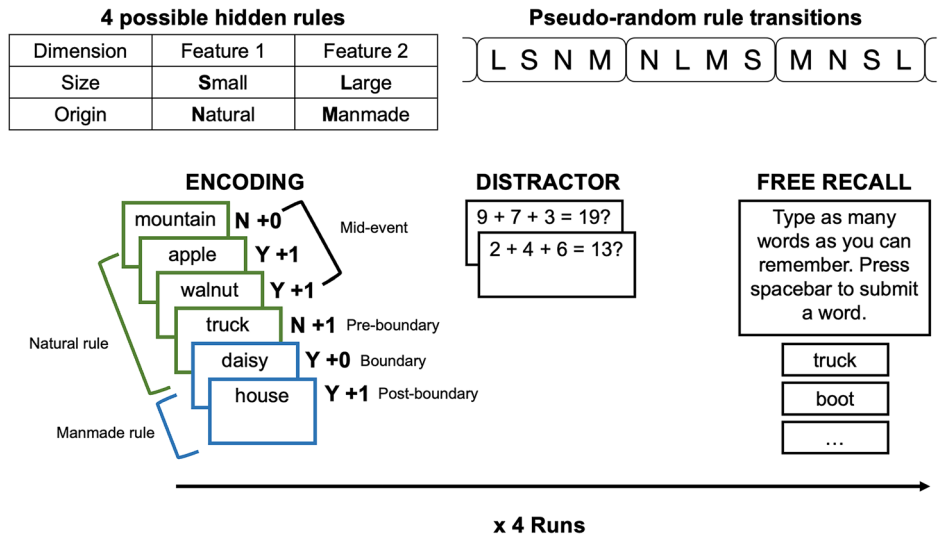 4 possible hidden rules
Dimension Feature 1 Feature 2
Size Small Large
Origin Natural Manmade
Pseudo-random rule transitions
L S N M N L M S M N S L
ENCODING
mountain N +0
apple Y +1
walnut Y +1
truck N +1 Pre-boundary
daisy Y +0 Boundary
house Y +1 Post-boundary
Mid-event
Natural rule
Manmade rule
DISTRACTOR
9 + 7 + 3 = 19?
2 + 4 + 6 = 13?
FREE RECALL
Type as many
words as you can
remember. Press
spacebar to submit
a word.
truck
boot
...
x 4 Runs